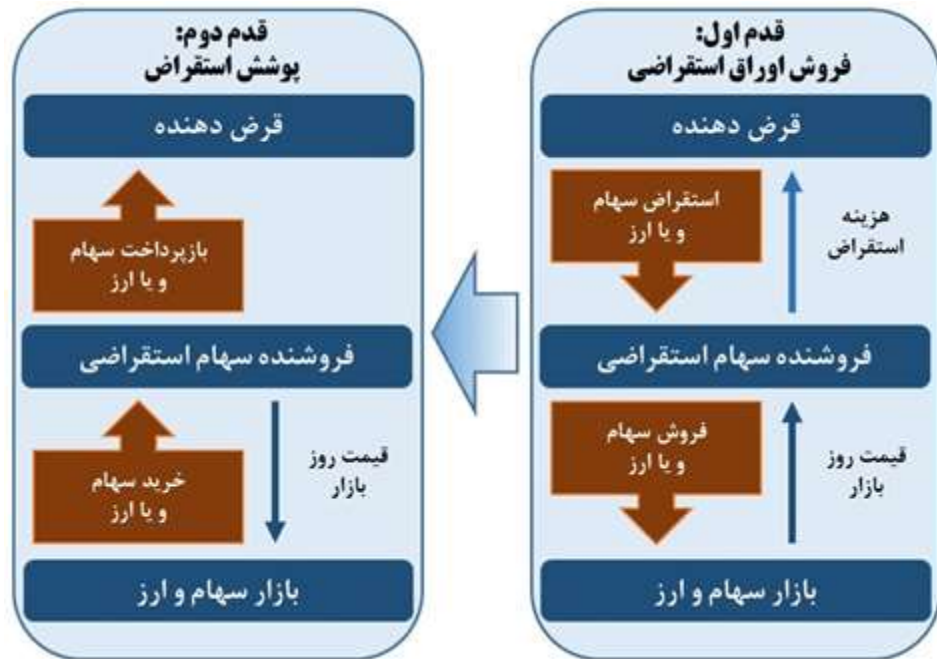 قدم اول:
فروش اوراق استقراضی
قرض دهنده
استقراض سهام
و یا ارز
هزینه
استقراض
فروشنده سهام استقراضی
فروش سهام
و یا ارز
قیمت روز
بازار
بازار سهام و ارز
قدم دوم:
پوشش استقراض
قرض دهنده
بازپرداخت سهام
و یا ارز
فروشنده سهام استقراضی
قیمت روز
بازار
خرید سهام
و یا ارز
بازار سهام و ارز